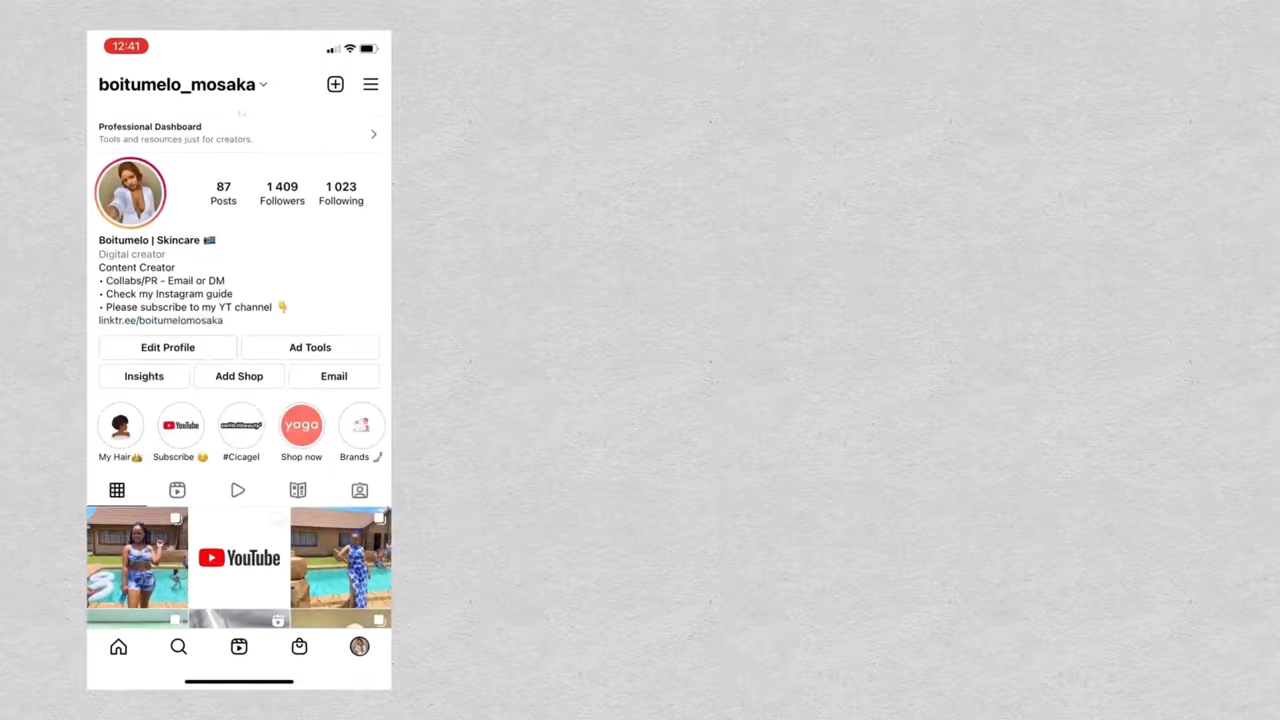 12:41
boitumelo_mosaka
Professional Dashboard
Tools and resources just for creators.
87 1 409 1 023
Posts Followers Following
Boitumelo | Skincare 🇿🇦
Digital creator
Content Creator
• Collabs/PR - Email or DM
• Check my Instagram guide
• Please subscribe to my YT channel 👇
linktr.ee/boitumelomosaka
Edit Profile Ad Tools
Insights Add Shop Email
YouTube yaga
My Hair Subscribe #Cicagel Shop now Brands 🤳
YouTube